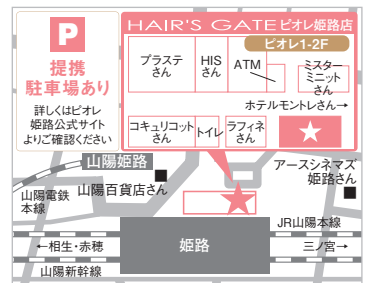 P
提携
駐車場あり
詳しくはピオレ
姫路公式サイト
よりご確認ください
HAIR'S GATE ピオレ姫路店
ピオレ1-2F
プラステ
さん
HIS
さん
ATM
ミスター
ミニット
さん
ホテルモントレさん→
コキュリコット
さん
トイレ
ラフィネ
さん
山陽姫路
山陽百貨店さん
アースシネマズ
姫路さん
山陽電鉄
本線
姫路
JR山陽本線
←相生・赤穂
三ノ宮→
山陽新幹線